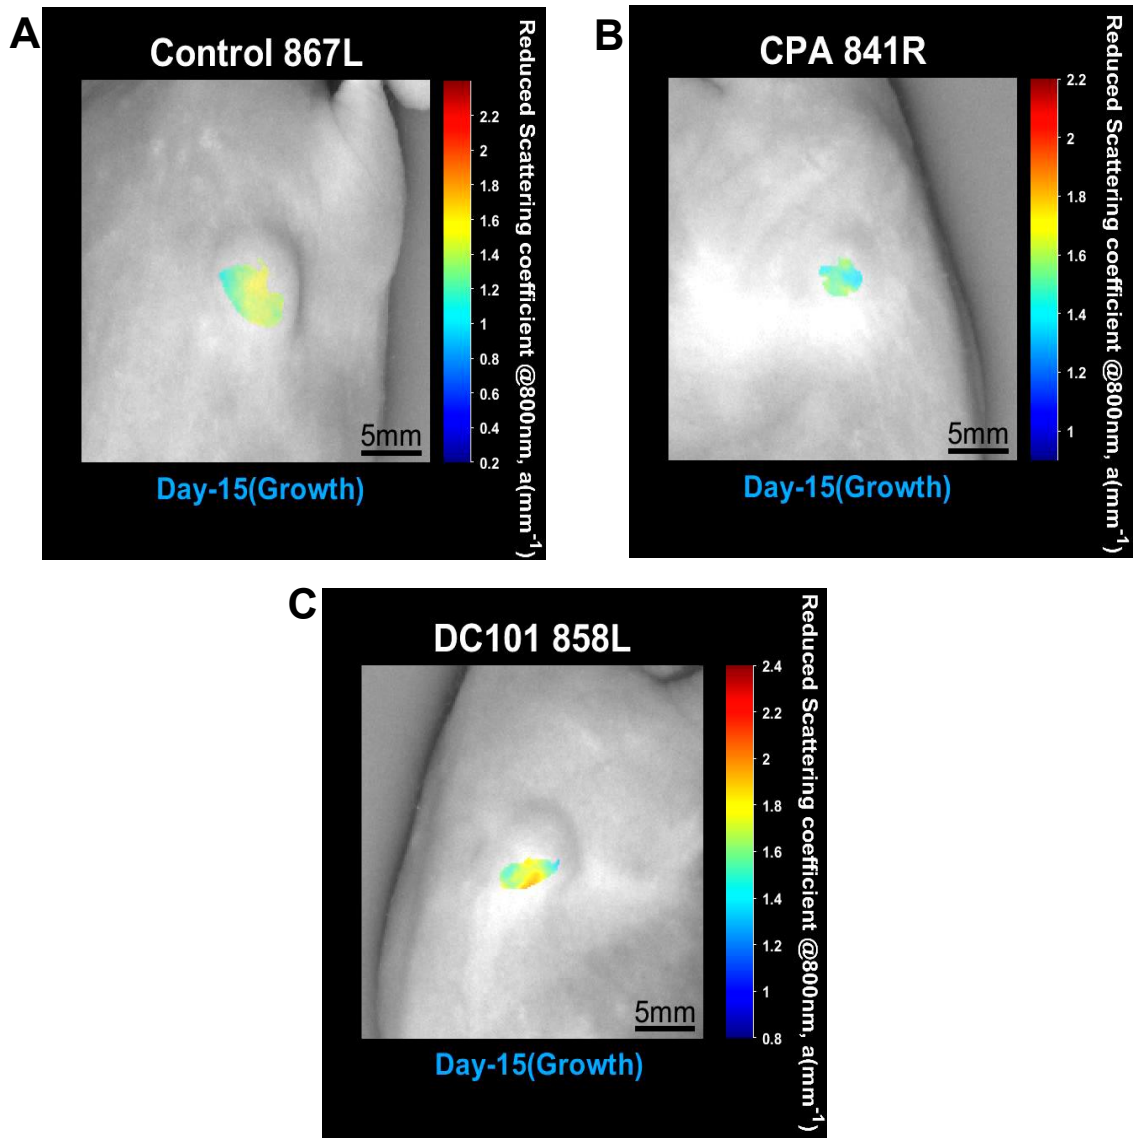 A
Control 867L
2.2
2
1.8
1.6
1.4
1.2
1
0.8
0.6
0.4
0.2
Reduced Scattering coefficient @800nm, a(mm⁻¹)
5mm
Day-15(Growth)
B
CPA 841R
2.2
2
1.8
1.6
1.4
1.2
1
Reduced Scattering coefficient @800nm, a(mm⁻¹)
5mm
Day-15(Growth)
C
DC101 858L
2.4
2.2
2
1.8
1.6
1.4
1.2
1
0.8
Reduced Scattering coefficient @800nm, a(mm⁻¹)
5mm
Day-15(Growth)